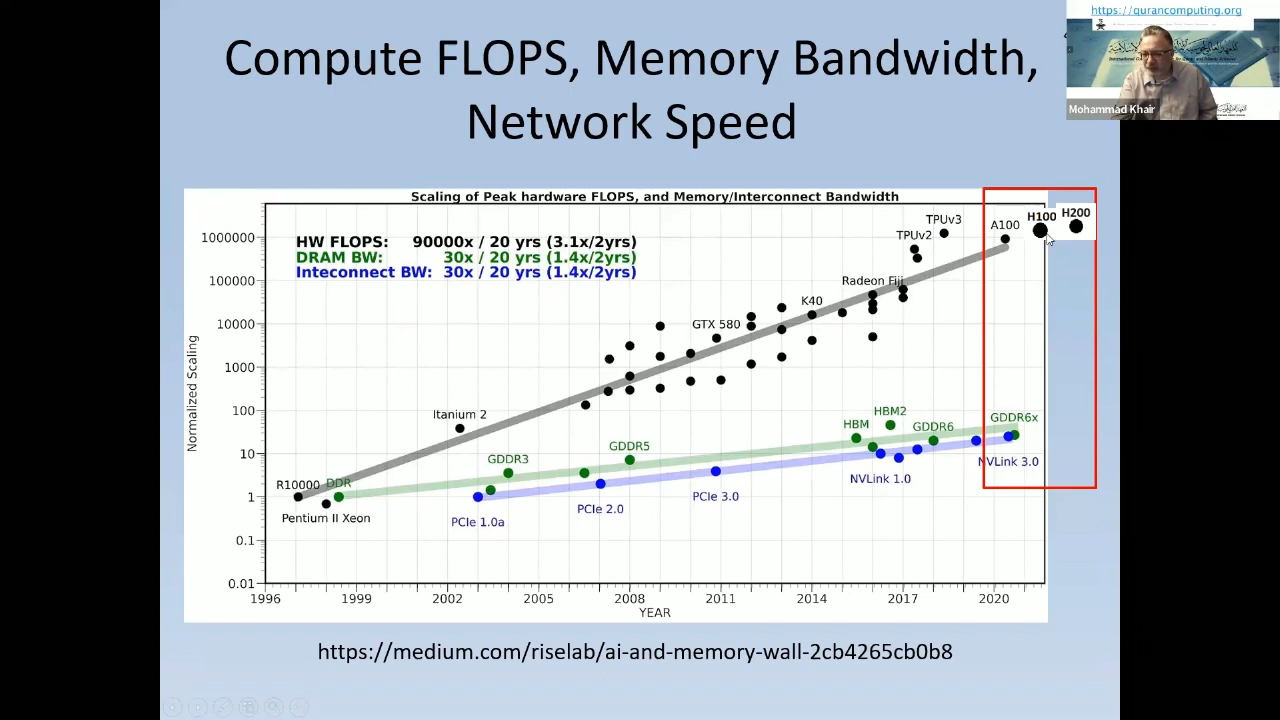 https://qurancomputing.org
Mohammad Khair
Compute FLOPS, Memory Bandwidth,
Network Speed
Scaling of Peak hardware FLOPS, and Memory/Interconnect Bandwidth
HW FLOPS: 90000x / 20 yrs (3.1x/2yrs)
DRAM BW: 30x / 20 yrs (1.4x/2yrs)
Inteconnect BW: 30x / 20 yrs (1.4x/2yrs)
H100 H200
TPUv3
A100
TPUv2
Radeon Fiji
K40
GTX 580
Itanium 2
HBM2
HBM
GDDR6
GDDR6x
GDDR5
GDDR3
NVLink 3.0
NVLink 1.0
R10000 DDR
PCIe 3.0
PCIe 2.0
Pentium II Xeon
PCIe 1.0a
1000000
100000
10000
1000
100
10
1
0.1
0.01
Normalized Scaling
1996 1999 2002 2005 2008 2011 2014 2017 2020
YEAR
https://medium.com/riselab/ai-and-memory-wall-2cb4265cb0b8